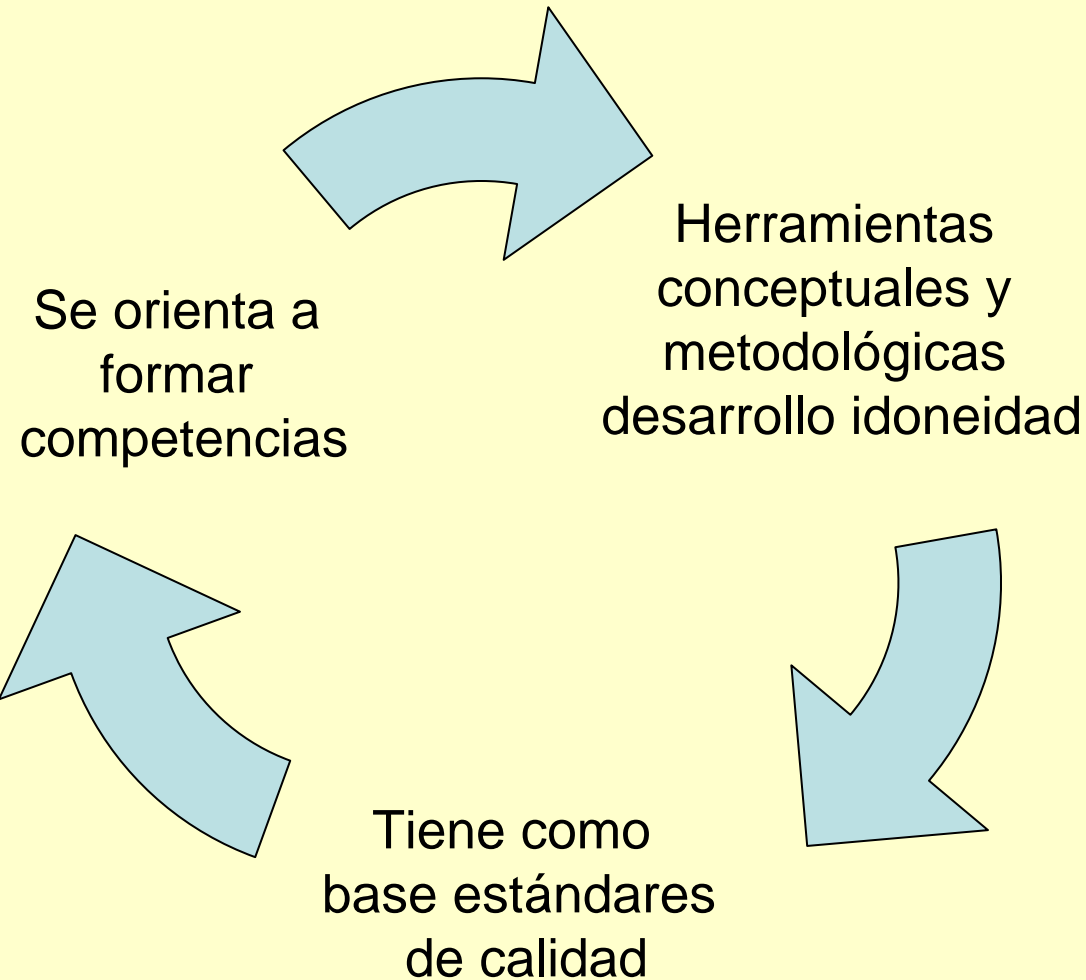 Se orienta a
formar
competencias
Herramientas
conceptuales y
metodológicas
desarrollo idoneidad
Tiene como
base estándares
de calidad